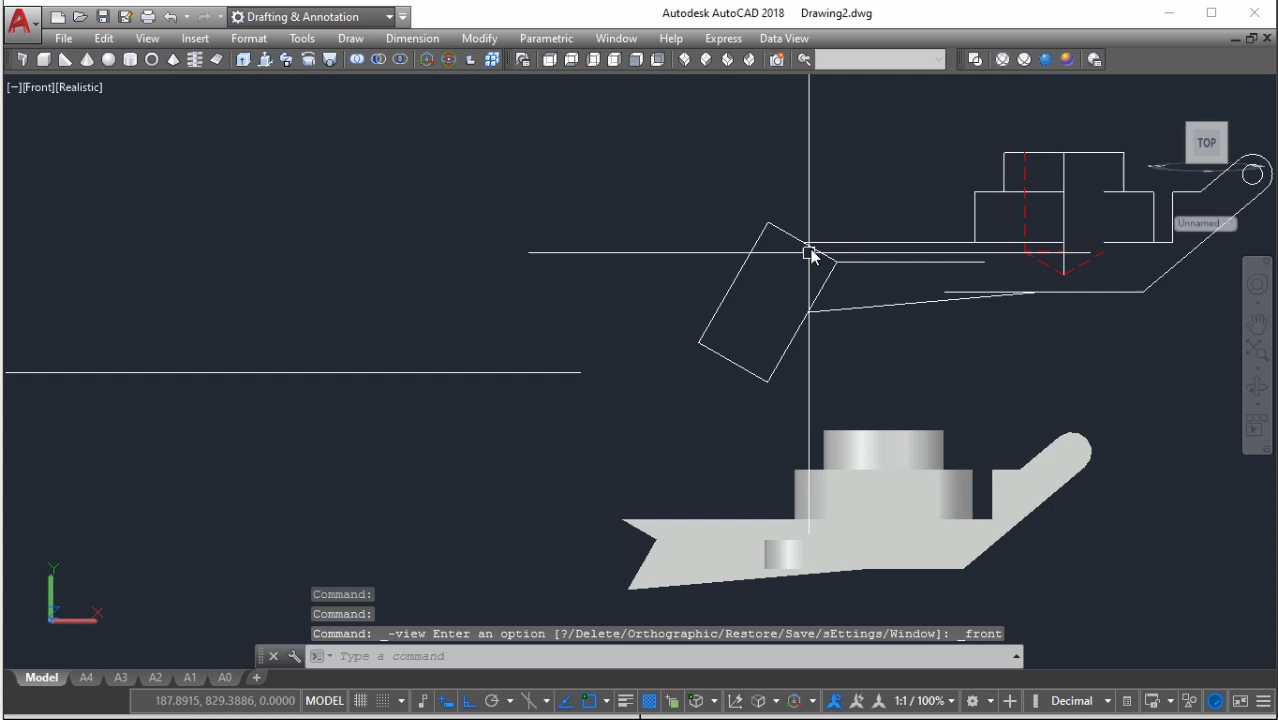 Drafting & Annotation
Autodesk AutoCAD 2018 Drawing2.dwg
File Edit View Insert Format Tools Draw Dimension Modify Parametric Window Help Express Data View
[−][Front][Realistic]
TOP
Unnamed
Y
X
Z
Command:
Command:
Command: _-view Enter an option [?/Delete/Orthographic/Restore/Save/sEttings/Window]: _front
Type a command
Model A4 A3 A2 A1 A0 +
187.8915, 829.3886, 0.0000 MODEL 1:1 / 100% Decimal